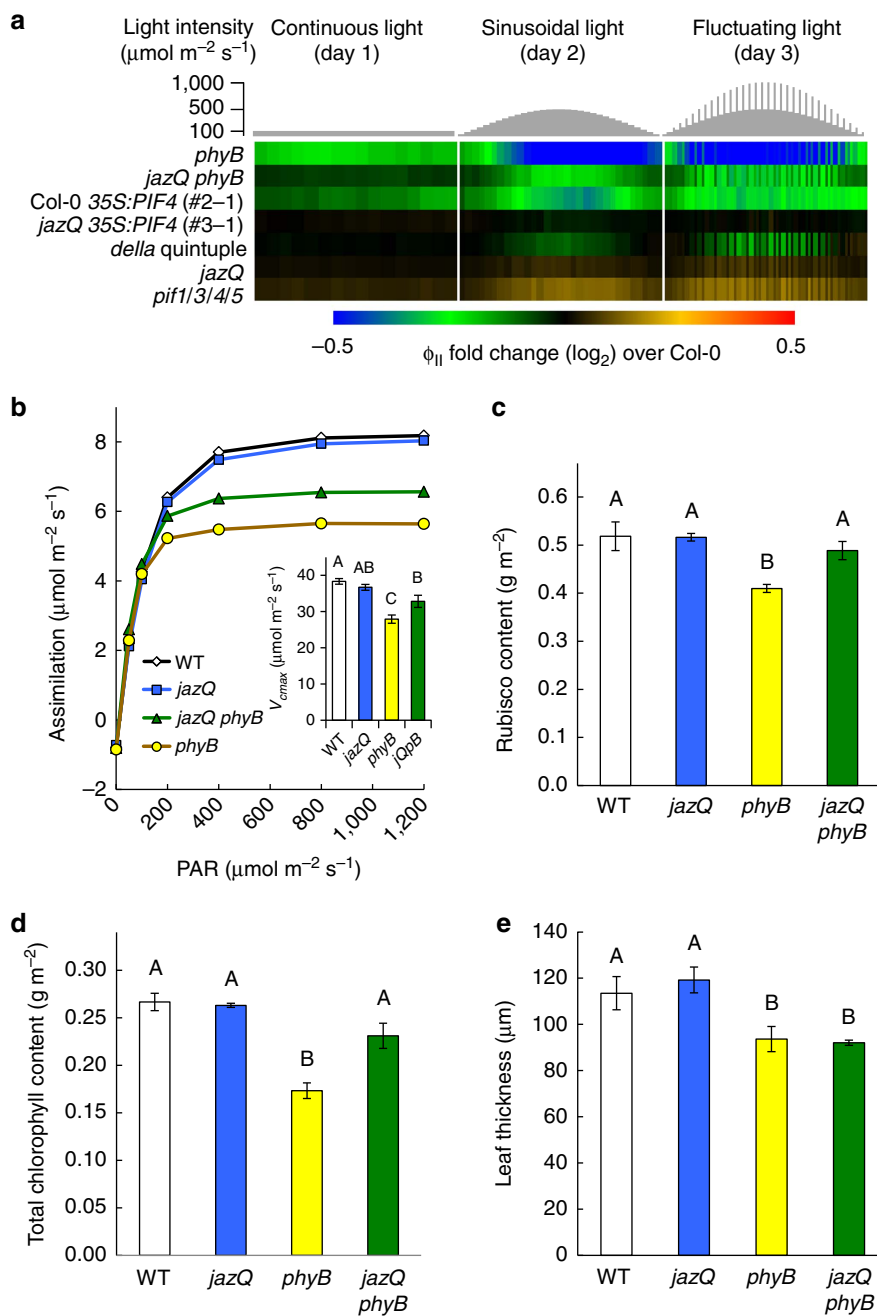 a
Light intensity
(μmol m⁻² s⁻¹)
Continuous light
(day 1)
Sinusoidal light
(day 2)
Fluctuating light
(day 3)
1,000
500
100
phyB
jazQ phyB
Col-0 35S:PIF4 (#2–1)
jazQ 35S:PIF4 (#3–1)
della quintuple
jazQ
pif1/3/4/5
−0.5
0.5
ϕII fold change (log₂) over Col-0
b
Assimilation (μmol m⁻² s⁻¹)
8
6
4
2
0
−2
0
200
400
600
800
1,000
1,200
PAR (μmol m⁻² s⁻¹)
WT
jazQ
jazQ phyB
phyB
Vcmax (μmol m⁻² s⁻¹)
40
30
20
10
0
A
AB
C
B
WT
jazQ
phyB
jQpB
c
Rubisco content (g m⁻²)
0.6
0.5
0.4
0.3
0.2
0.1
0.0
A
A
B
A
WT
jazQ
phyB
jazQ
phyB
d
Total chlorophyll content (g m⁻²)
0.30
0.25
0.20
0.15
0.10
0.05
0.00
A
A
B
A
WT
jazQ
phyB
jazQ
phyB
e
Leaf thickness (μm)
140
120
100
80
60
40
20
0
A
A
B
B
WT
jazQ
phyB
jazQ
phyB